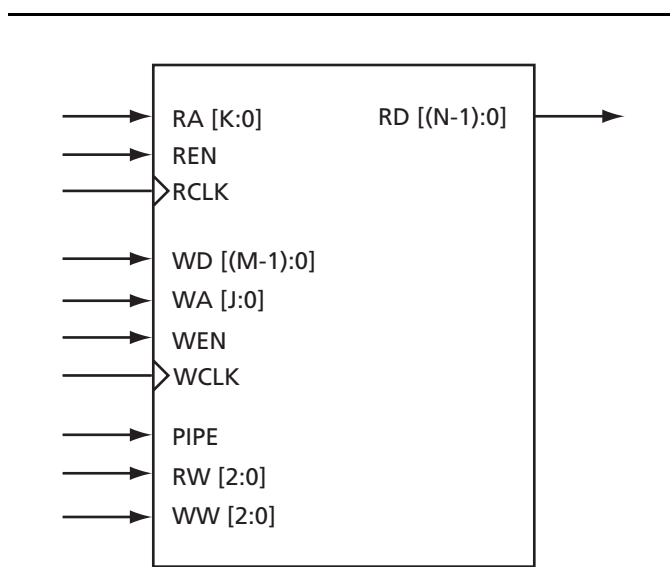 RA [K:0]
RD [(N-1):0]
REN
RCLK
WD [(M-1):0]
WA [J:0]
WEN
WCLK
PIPE
RW [2:0]
WW [2:0]